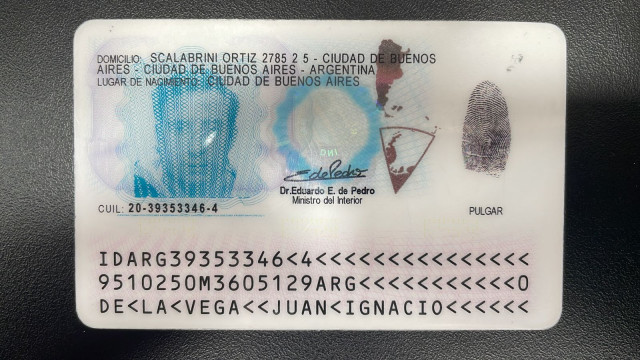 DOMICILIO: SCALABRINI ORTIZ 2785 2 5 - CIUDAD DE BUENOS
AIRES - CIUDAD DE BUENOS AIRES - ARGENTINA
LUGAR DE NACIMIENTO: CIUDAD DE BUENOS AIRES
DNI
Dr.Eduardo E. de Pedro
Ministro del Interior
CUIL: 20-39353346-4
PULGAR
IDARG39353346<4<<<<<<<<<<<<<<<
9510250M3605129ARG<<<<<<<<<<<0
DE<LA<VEGA<<JUAN<IGNACIO<<<<<<